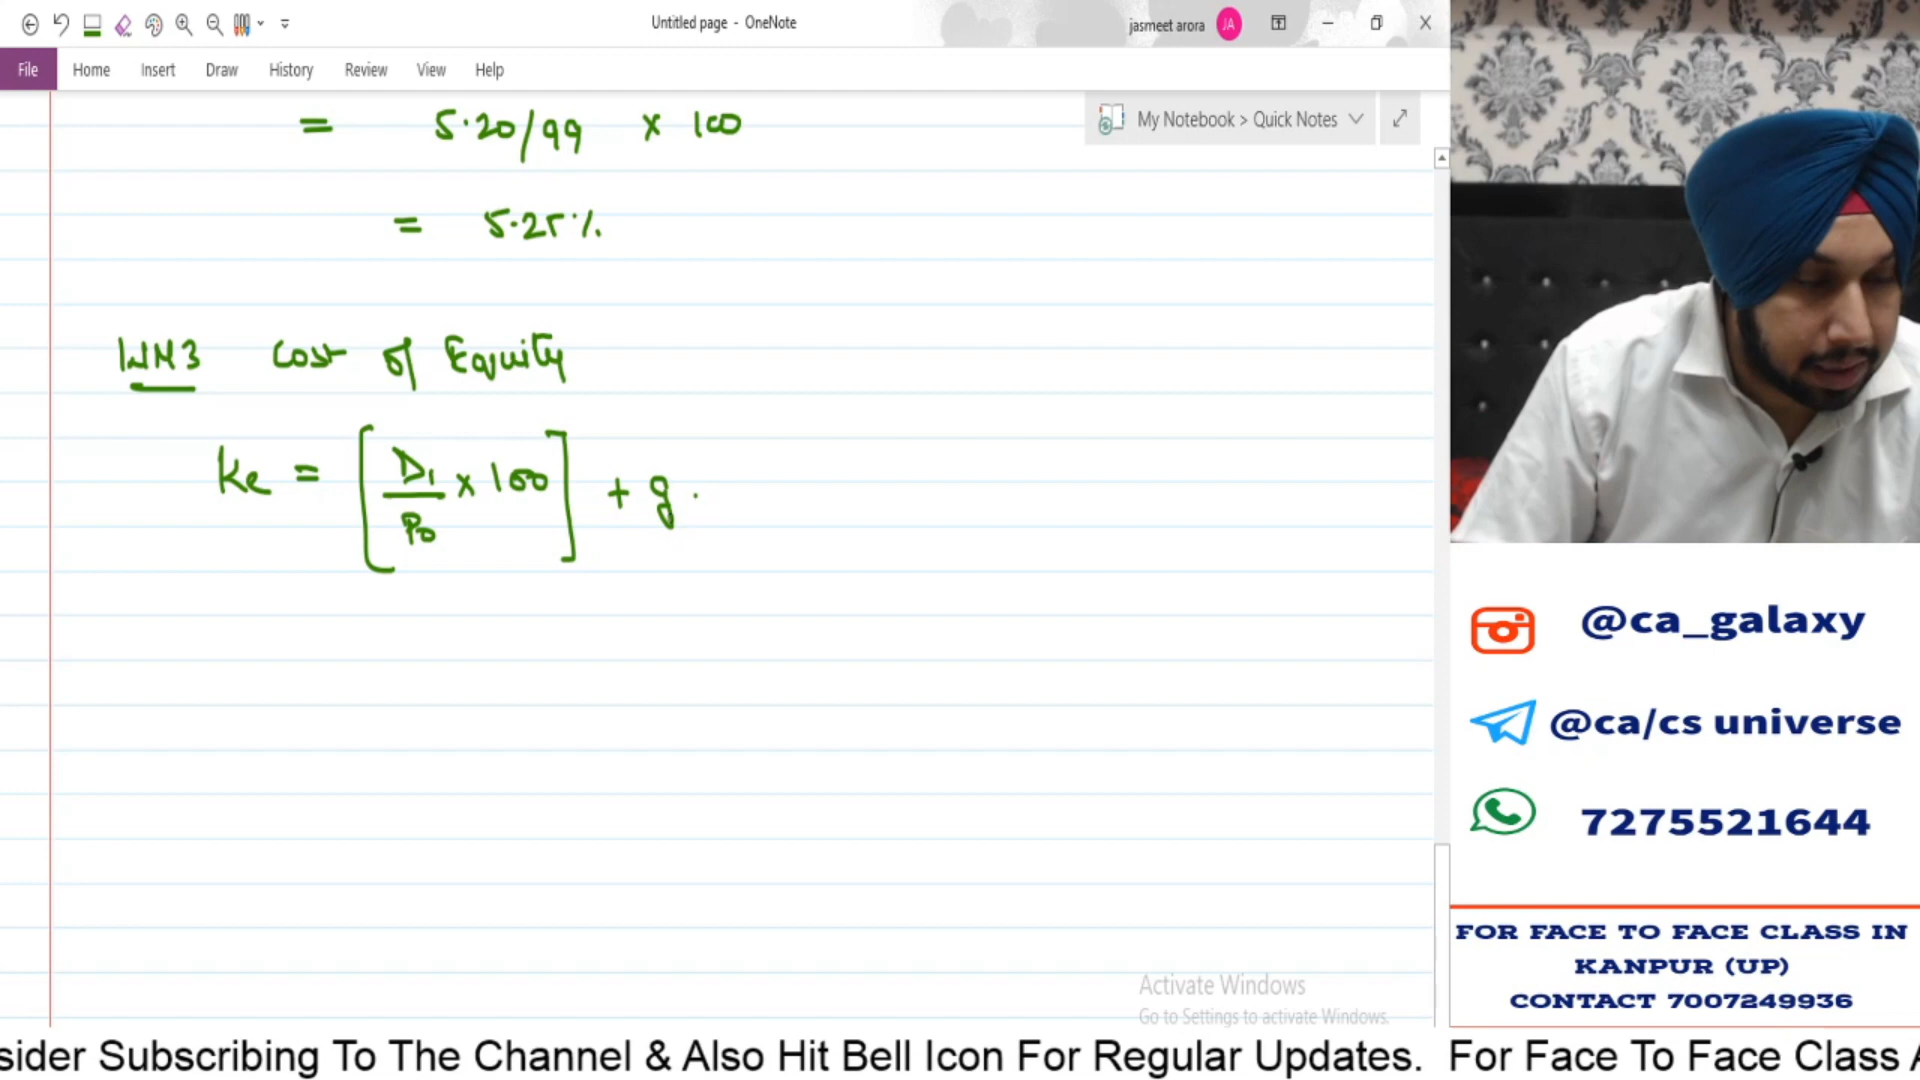 Untitled page - OneNote
jasmeet arora
JA
File Home Insert Draw History Review View Help
My Notebook > Quick Notes
= 5.20/99 x 100
= 5.25%
WN3 Cost of Equity
Ke = [D1/P0 x 100] + g.
@ca_galaxy
@ca/cs universe
7275521644
FOR FACE TO FACE CLASS IN
KANPUR (UP)
CONTACT 7007249936
Activate Windows
Go to Settings to activate Windows.
sider Subscribing To The Channel & Also Hit Bell Icon For Regular Updates. For Face To Face Class A